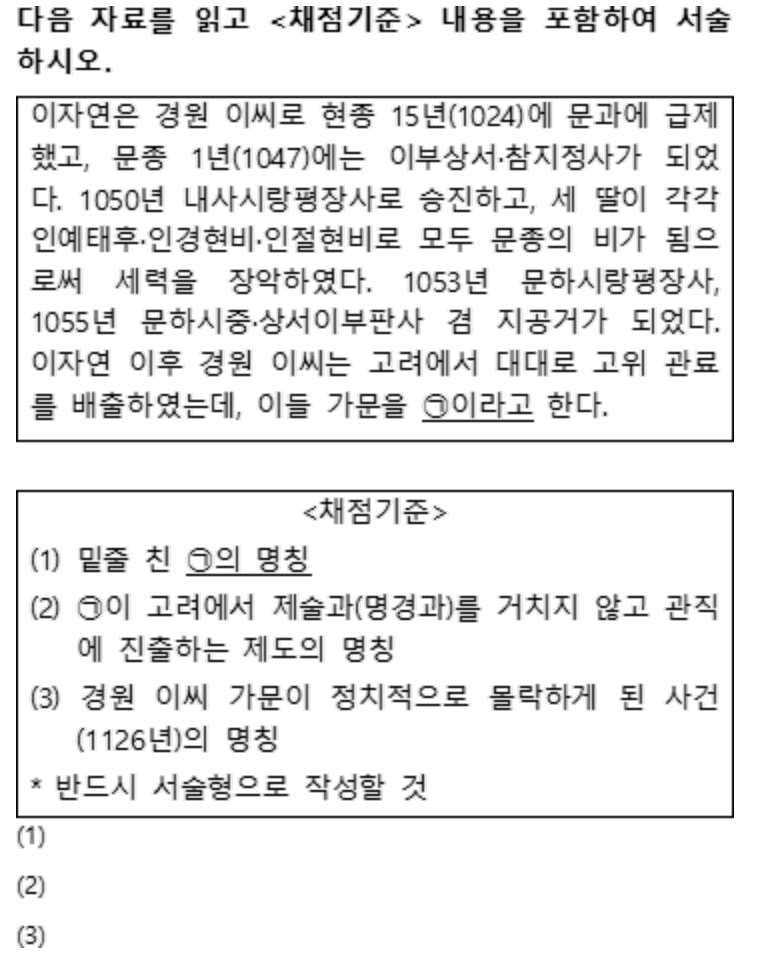 다음 자료를 읽고 <채점기준> 내용을 포함하여 서술
하시오.
이자연은 경원 이씨로 현종 15년(1024)에 문과에 급제
했고, 문종 1년(1047)에는 이부상서·참지정사가 되었
다. 1050년 내사시랑평장사로 승진하고, 세 딸이 각각
인예태후·인경현비·인절현비로 모두 문종의 비가 됨으
로써 세력을 장악하였다. 1053년 문하시랑평장사,
1055년 문하시중·상서이부판사 겸 지공거가 되었다.
이자연 이후 경원 이씨는 고려에서 대대로 고위 관료
를 배출하였는데, 이들 가문을 ㉠이라고 한다.
<채점기준>
(1) 밑줄 친 ㉠의 명칭
(2) ㉠이 고려에서 제술과(명경과)를 거치지 않고 관직
에 진출하는 제도의 명칭
(3) 경원 이씨 가문이 정치적으로 몰락하게 된 사건
(1126년)의 명칭
* 반드시 서술형으로 작성할 것
(1)
(2)
(3)